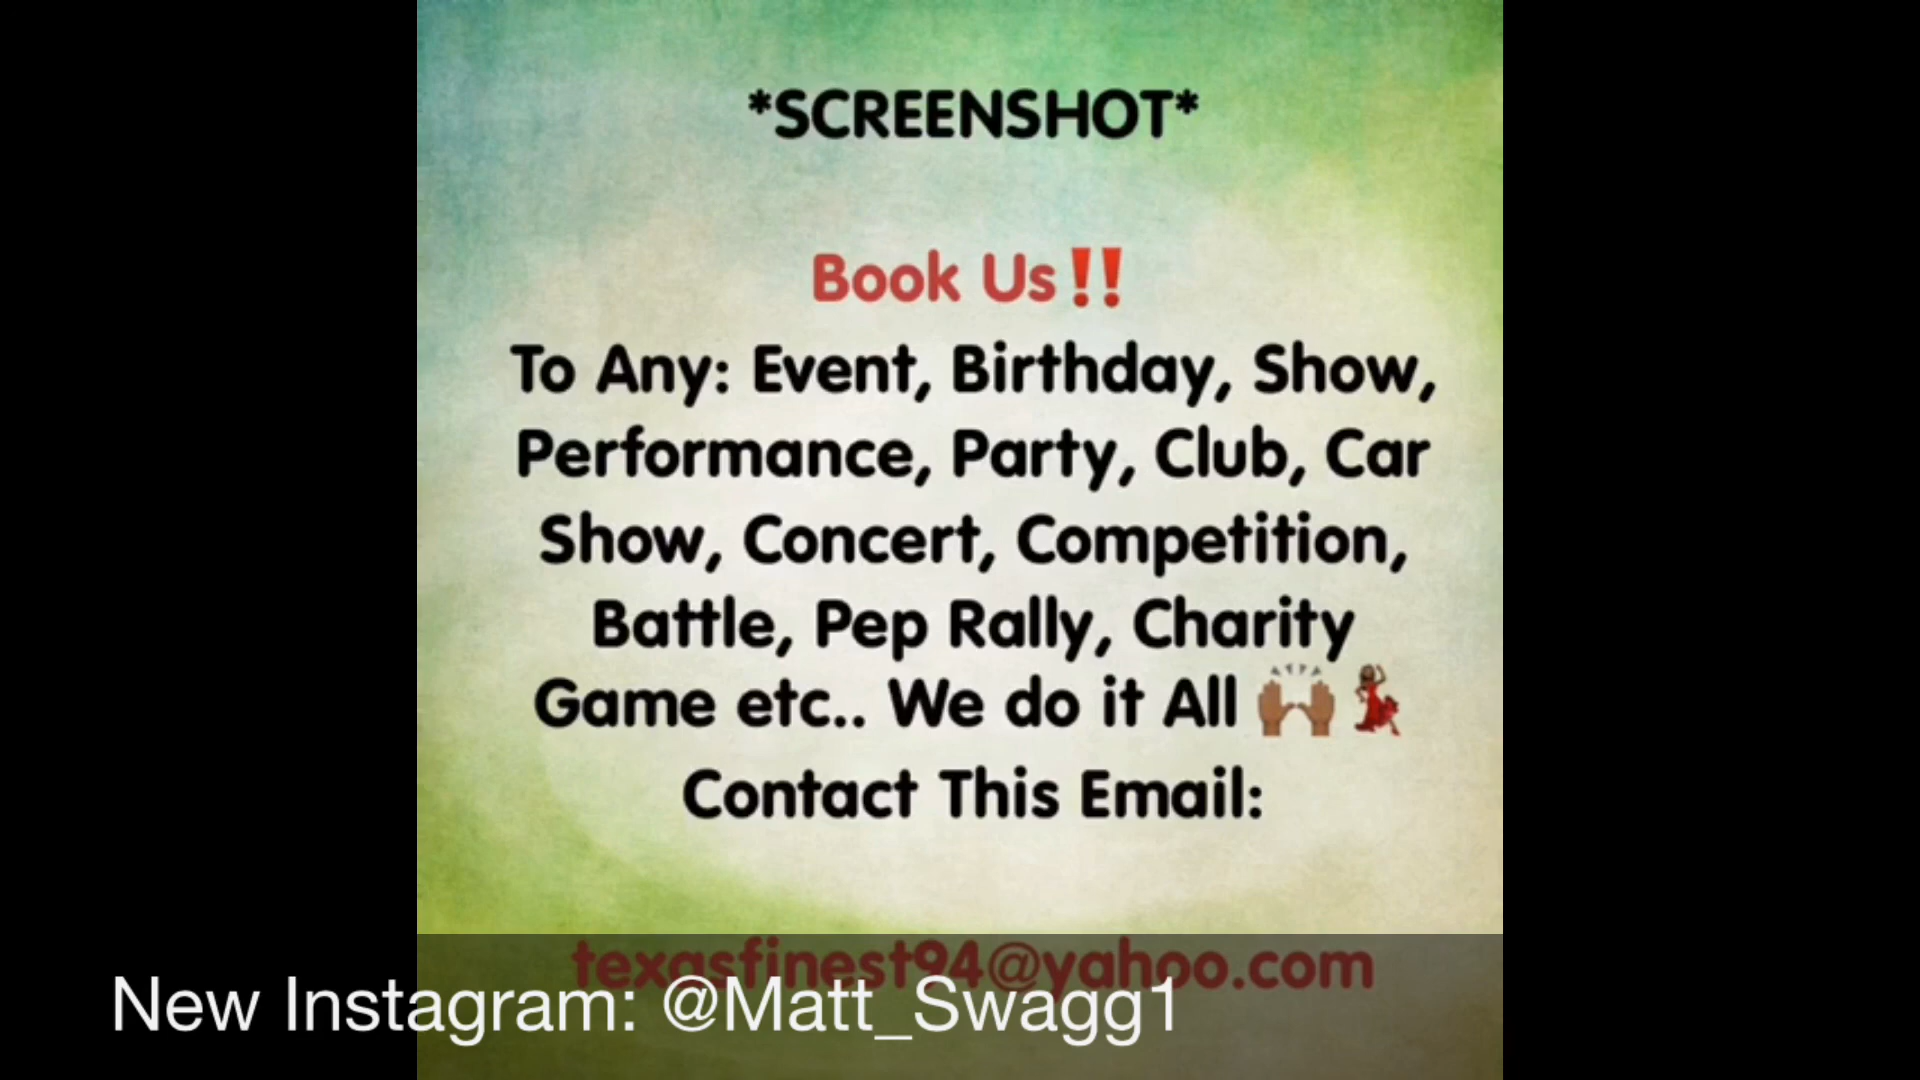 *SCREENSHOT*
Book Us‼️
To Any: Event, Birthday, Show,
Performance, Party, Club, Car
Show, Concert, Competition,
Battle, Pep Rally, Charity
Game etc.. We do it All 🙌🏾💃🏾
Contact This Email:
texasfinest94@yahoo.com
New Instagram: @Matt_Swagg1